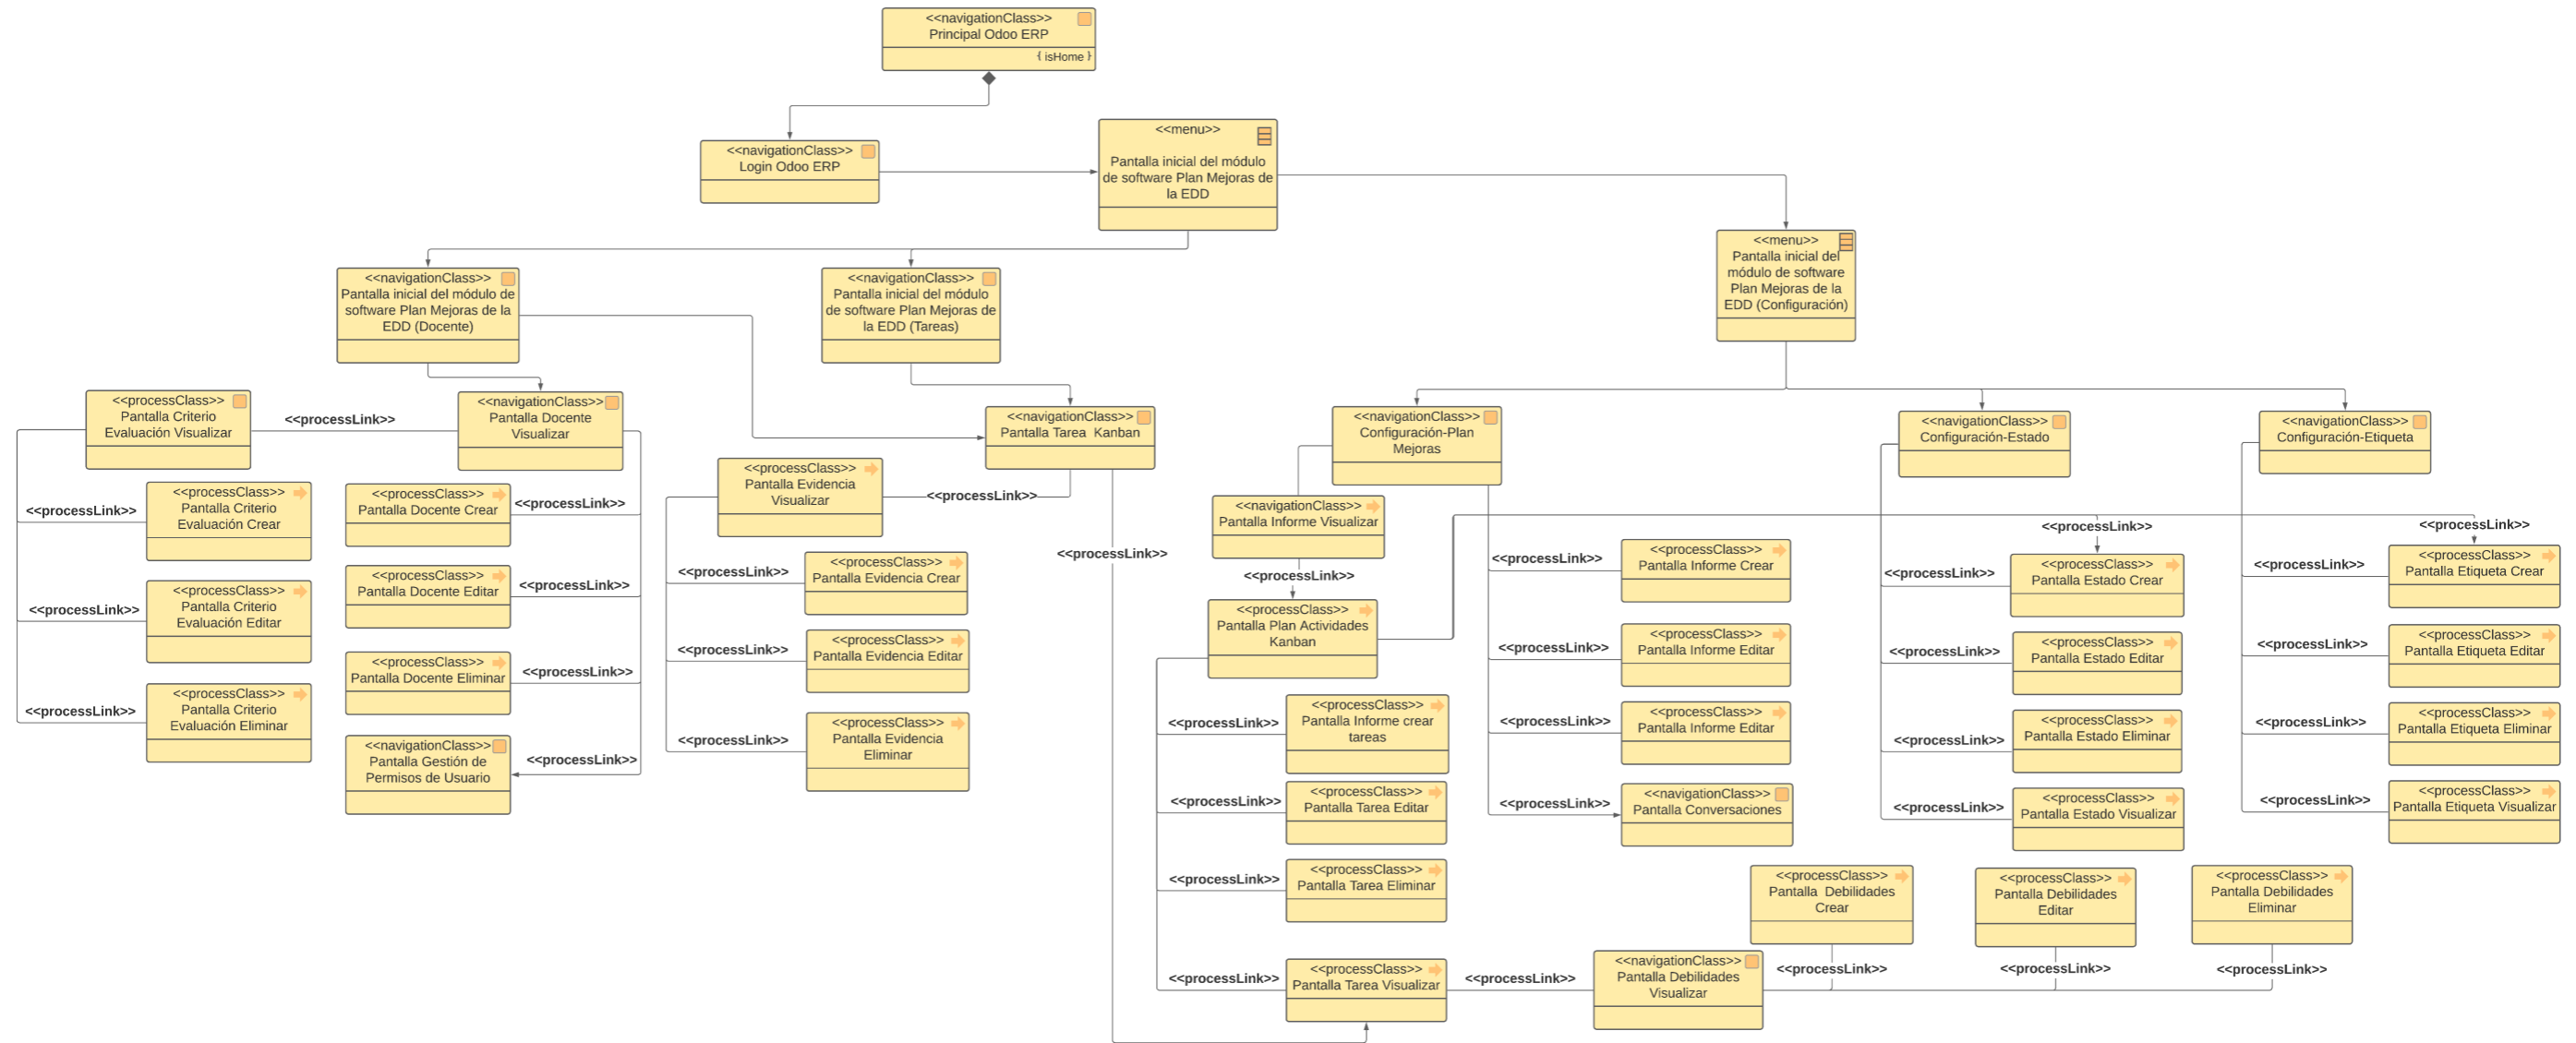 <<navigationClass>>
Principal Odoo ERP
{ isHome }
<<navigationClass>>
Login Odoo ERP
<<menu>>
Pantalla inicial del módulo
de software Plan Mejoras de
la EDD
<<menu>>
Pantalla inicial del
módulo de software
Plan Mejoras de la
EDD (Configuración)
<<navigationClass>>
Pantalla inicial del módulo de
software Plan Mejoras de la
EDD (Docente)
<<navigationClass>>
Pantalla inicial del módulo
de software Plan Mejoras de
la EDD (Tareas)
<<processClass>>
Pantalla Criterio
Evaluación Visualizar
<<processLink>>
<<navigationClass>>
Pantalla Docente
Visualizar
<<processLink>>
<<processClass>>
Pantalla Criterio
Evaluación Crear
<<processLink>>
<<processClass>>
Pantalla Criterio
Evaluación Editar
<<processLink>>
<<processClass>>
Pantalla Criterio
Evaluación Eliminar
<<processClass>>
Pantalla Docente Crear
<<processLink>>
<<processClass>>
Pantalla Docente Editar
<<processLink>>
<<processClass>>
Pantalla Docente Eliminar
<<processLink>>
<<navigationClass>>
Pantalla Gestión de
Permisos de Usuario
<<processLink>>
<<navigationClass>>
Pantalla Tarea  Kanban
<<processClass>>
Pantalla Evidencia
Visualizar
<<processLink>>
<<processLink>>
<<processClass>>
Pantalla Evidencia Crear
<<processLink>>
<<processClass>>
Pantalla Evidencia Editar
<<processLink>>
<<processClass>>
Pantalla Evidencia
Eliminar
<<processLink>>
<<navigationClass>>
Configuración-Plan
Mejoras
<<navigationClass>>
Pantalla Informe Visualizar
<<processLink>>
<<processClass>>
Pantalla Plan Actividades
Kanban
<<processLink>>
<<processClass>>
Pantalla Informe crear
tareas
<<processLink>>
<<processClass>>
Pantalla Tarea Editar
<<processLink>>
<<processClass>>
Pantalla Tarea Eliminar
<<processLink>>
<<processClass>>
Pantalla Tarea Visualizar
<<processLink>>
<<processClass>>
Pantalla Informe Crear
<<processLink>>
<<processClass>>
Pantalla Informe Editar
<<processLink>>
<<processClass>>
Pantalla Informe Editar
<<processLink>>
<<navigationClass>>
Pantalla Conversaciones
<<navigationClass>>
Configuración-Estado
<<processLink>>
<<processLink>>
<<processClass>>
Pantalla Estado Crear
<<processLink>>
<<processClass>>
Pantalla Estado Editar
<<processLink>>
<<processClass>>
Pantalla Estado Eliminar
<<processLink>>
<<processClass>>
Pantalla Estado Visualizar
<<navigationClass>>
Configuración-Etiqueta
<<processLink>>
<<processLink>>
<<processClass>>
Pantalla Etiqueta Crear
<<processLink>>
<<processClass>>
Pantalla Etiqueta Editar
<<processLink>>
<<processClass>>
Pantalla Etiqueta Eliminar
<<processLink>>
<<processClass>>
Pantalla Etiqueta Visualizar
<<processLink>>
<<navigationClass>>
Pantalla Debilidades
Visualizar
<<processClass>>
Pantalla  Debilidades
Crear
<<processLink>>
<<processClass>>
Pantalla Debilidades
Editar
<<processLink>>
<<processClass>>
Pantalla Debilidades
Eliminar
<<processLink>>